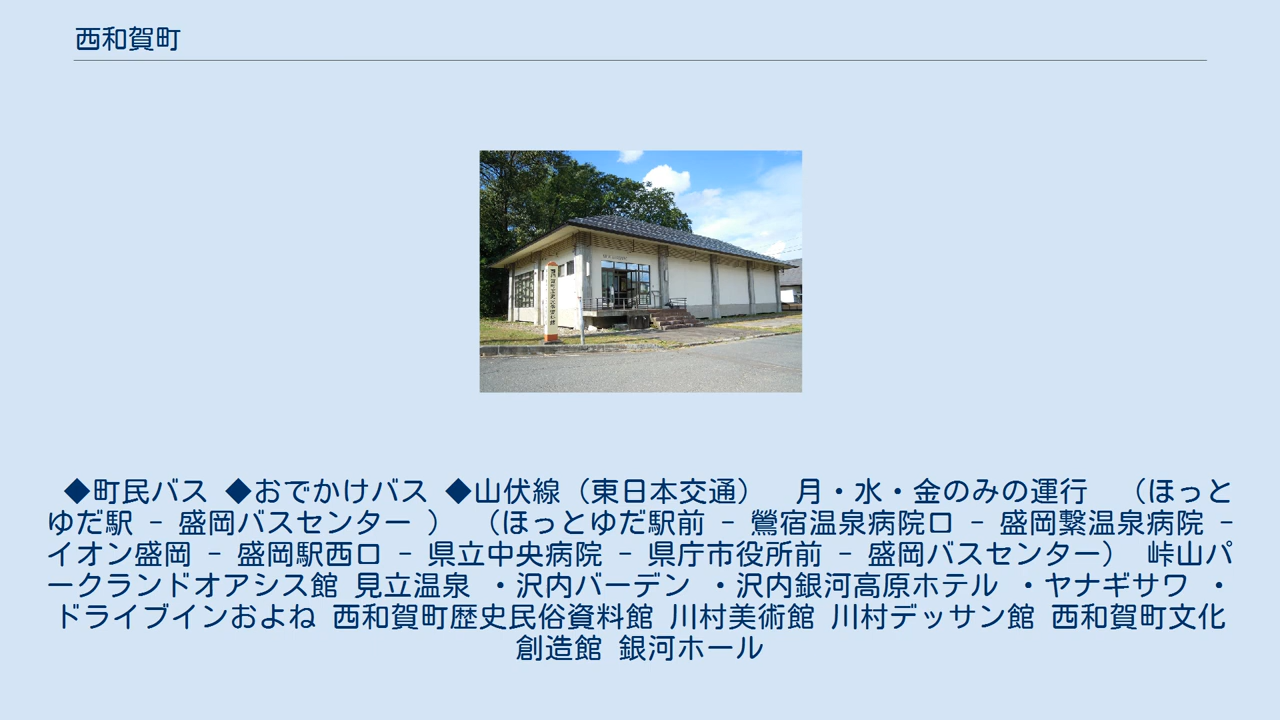 西和賀町
◆町民バス ◆おでかけバス ◆山伏線（東日本交通）　月・水・金のみの運行　（ほっと
ゆだ駅 − 盛岡バスセンター ）　（ほっとゆだ駅前 − 鶯宿温泉病院口 − 盛岡繋温泉病院 −
イオン盛岡 − 盛岡駅西口 − 県立中央病院 − 県庁市役所前 − 盛岡バスセンター） 峠山パ
ークランドオアシス館 見立温泉 ・沢内バーデン ・沢内銀河高原ホテル ・ヤナギサワ ・
ドライブインおよね 西和賀町歴史民俗資料館 川村美術館 川村デッサン館 西和賀町文化
創造館 銀河ホール